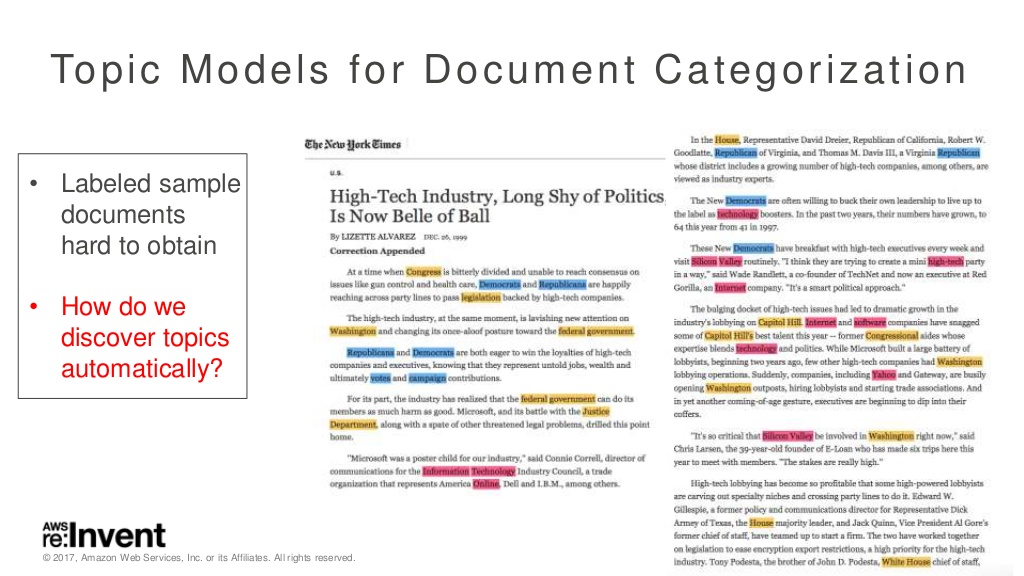 Topic Models for Document Categorization
• Labeled sample
documents
hard to obtain
• How do we
discover topics
automatically?
The New York Times
U.S.
High-Tech Industry, Long Shy of Politics
Is Now Belle of Ball
By LIZETTE ALVAREZ DEC. 26, 1999
Correction Appended
At a time when Congress is bitterly divided and unable to reach consensus on
issues like gun control and health care, Democrats and Republicans are happily
reaching across party lines to pass legislation backed by high-tech companies.
The high-tech industry, at the same moment, is lavishing new attention on
Washington and changing its once-aloof posture toward the federal government.
Republicans and Democrats are both eager to win the loyalties of high-tech
companies and executives, knowing that they represent untold jobs, wealth and
ultimately votes and campaign contributions.
For its part, the industry has realized that the federal government can do its
members as much harm as good. Microsoft, and its battle with the Justice
Department, along with a spate of other threatened legal problems, drilled this point
home.
"Microsoft was a poster child for our industry," said Connie Correll, director of
communications for the Information Technology Industry Council, a trade
organization that represents America Online, Dell and I.B.M., among others.
In the House, Representative David Dreier, Republican of California, Robert W.
Goodlatte, Republican of Virginia, and Thomas M. Davis III, a Virginia Republican
whose district includes a growing number of high-tech companies, among others, are
viewed as industry experts.
The New Democrats are often willing to buck their own leadership to live up to
the label as technology boosters. In the past two years, their numbers have grown, to
64 this year from 41 in 1997.
These New Democrats have breakfast with high-tech executives every week and
visit Silicon Valley routinely. "I think they are trying to create a mini high-tech party
in a way," said Wade Randlett, a co-founder of TechNet and now an executive at Red
Gorilla, an Internet company. "It's a smart political approach."
The bulging docket of high-tech issues had led to dramatic growth in the
industry's lobbying on Capitol Hill. Internet and software companies have snagged
some of Capitol Hill's best talent this year -- former Congressional aides whose
expertise blends technology and politics. While Microsoft built a large battery of
lobbyists, beginning two years ago, few other high-tech companies had Washington
lobbying operations. Suddenly, companies, including Yahoo and Gateway, are busily
opening Washington outposts, hiring lobbyists and starting trade associations. And
in yet another coming-of-age gesture, executives are beginning to dip into their
coffers.
"It's so critical that Silicon Valley be involved in Washington right now," said
Chris Larsen, the 39-year-old founder of E-Loan who has made six trips here this
year to meet with members. "The stakes are really high."
High-tech lobbying has become so profitable that some high-powered lobbyists
are carving out specialty niches and crossing party lines to do it. Edward W.
Gillespie, a former policy and communications director for Representative Dick
Armey of Texas, the House majority leader, and Jack Quinn, Vice President Al Gore's
former chief of staff, have teamed up to start a firm. The two have worked together
on legislation to ease encryption export restrictions, a high priority for the high-tech
industry. Tony Podesta, the brother of John D. Podesta, White House chief of staff,
AWS
re:Invent
© 2017, Amazon Web Services, Inc. or its Affiliates. All rights reserved.